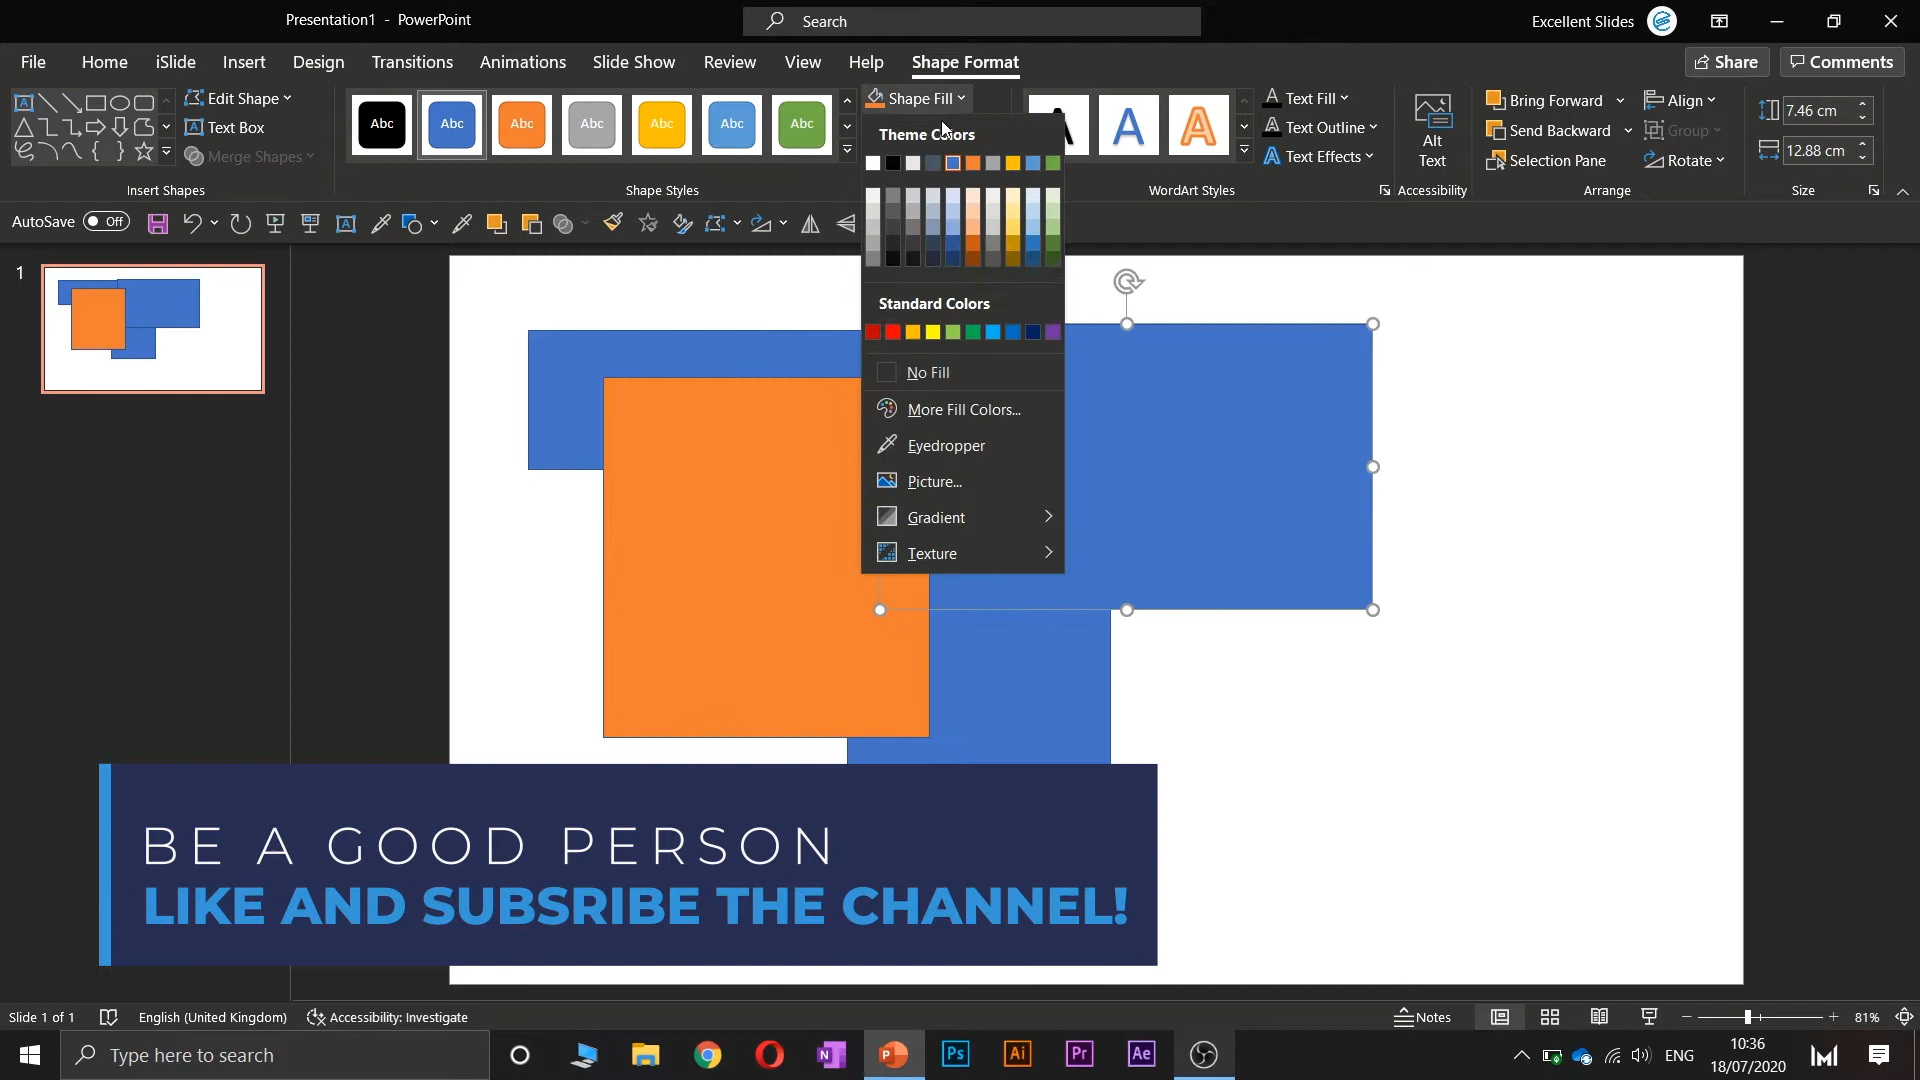 Presentation1 - PowerPoint
Search
Excellent Slides
File Home iSlide Insert Design Transitions Animations Slide Show Review View Help Shape Format
Share Comments
Edit Shape
Text Box
Merge Shapes
Insert Shapes
Abc Abc Abc Abc Abc Abc Abc
Shape Styles
Shape Fill
A A A
WordArt Styles
Text Fill
Text Outline
Text Effects
Alt
Text
Accessibility
Bring Forward
Send Backward
Selection Pane
Align
Group
Rotate
Arrange
7.46 cm
12.88 cm
Size
AutoSave Off
Theme Colors
Standard Colors
No Fill
More Fill Colors...
Eyedropper
Picture...
Gradient
Texture
1
BE A GOOD PERSON
LIKE AND SUBSRIBE THE CHANNEL!
Slide 1 of 1 English (United Kingdom) Accessibility: Investigate
Notes 81%
Type here to search
N P Ps Ai Pr Ae
ENG
10:36
18/07/2020